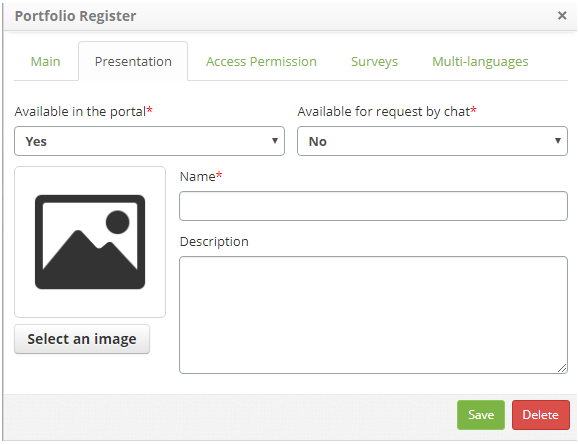 Portfolio Register ×
Main Presentation Access Permission Surveys Multi-languages
Available in the portal* Available for request by chat*
Yes No
Name*
Description
Select an image
Save Delete